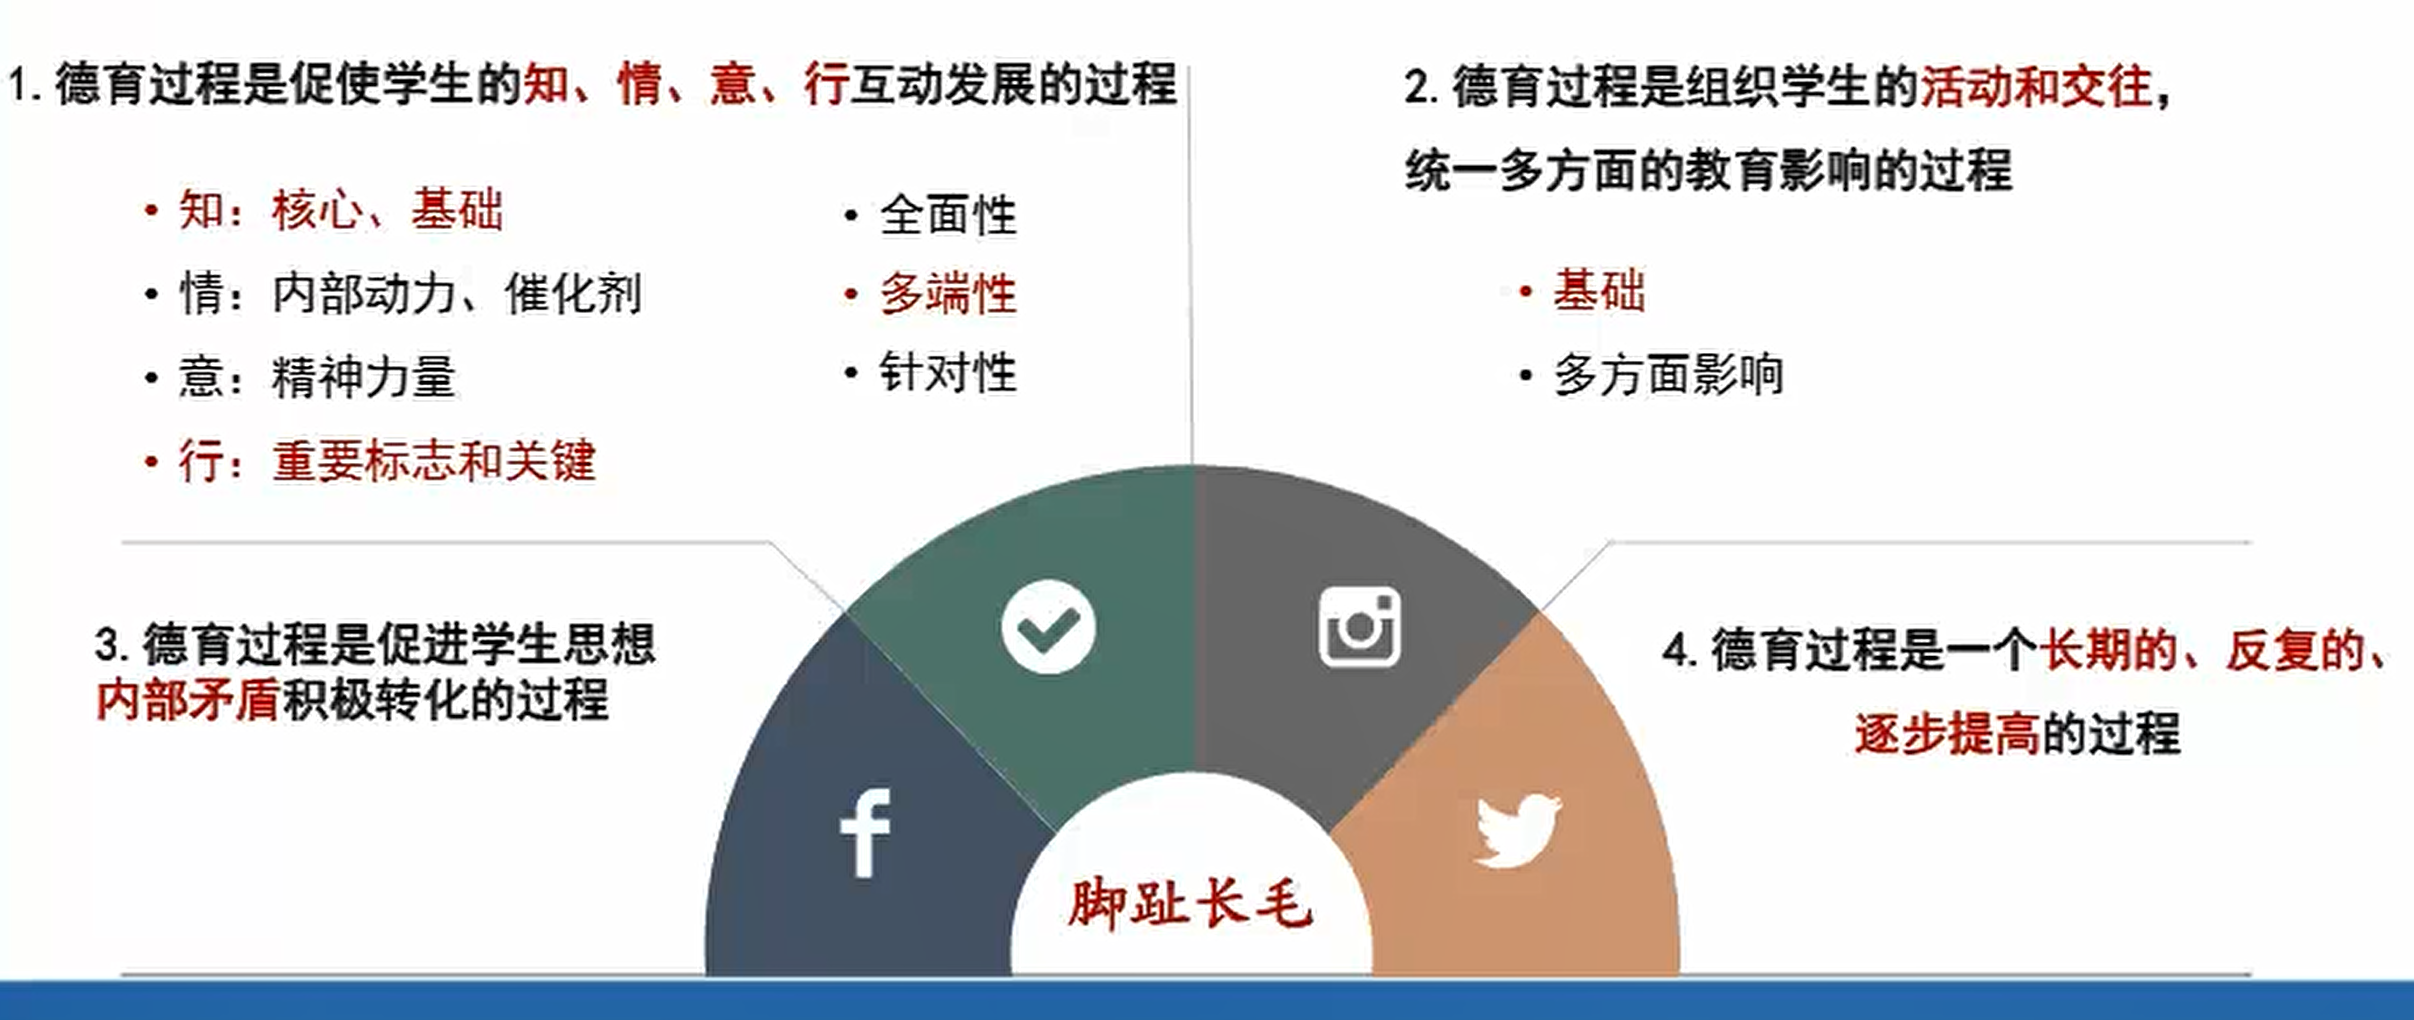 1. 德育过程是促使学生的知、情、意、行互动发展的过程
• 知：核心、基础
• 情：内部动力、催化剂
• 意：精神力量
• 行：重要标志和关键
• 全面性
• 多端性
• 针对性
2. 德育过程是组织学生的活动和交往，
统一多方面的教育影响的过程
• 基础
• 多方面影响
3. 德育过程是促进学生思想
内部矛盾积极转化的过程
4. 德育过程是一个长期的、反复的、
逐步提高的过程
脚趾长毛